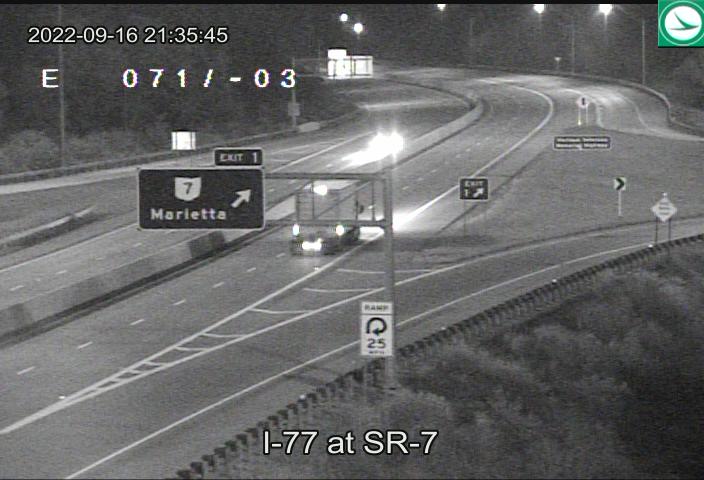 2022-09-16 21:35:45
E 071/-03
EXIT 1
7
Marietta
EXIT
1
RAMP
25
MPH
I-77 at SR-7